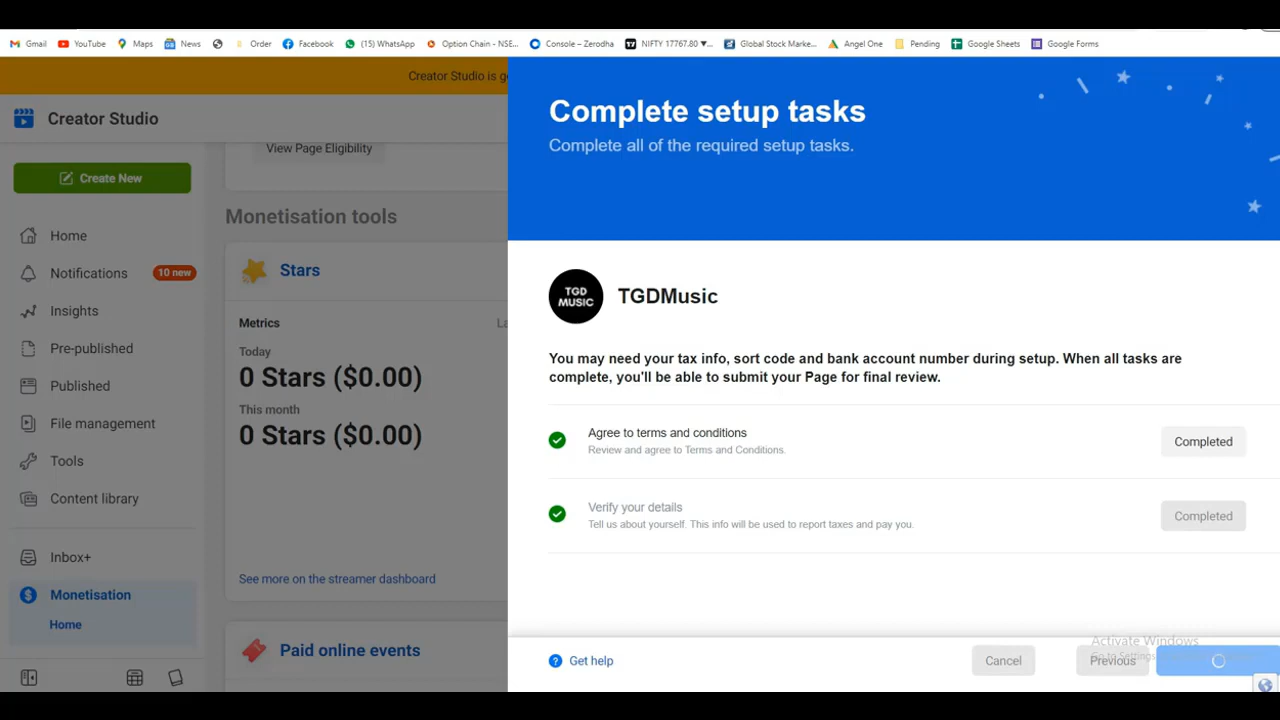 Gmail
YouTube
Maps
News
Order
Facebook
(15) WhatsApp
Option Chain - NSE...
Console – Zerodha
NIFTY 17767.80 ▼...
Global Stock Marke...
Angel One
Pending
Google Sheets
Google Forms
Creator Studio is g
Creator Studio
Create New
Home
Notifications
10 new
Insights
Pre-published
Published
File management
Tools
Content library
Inbox+
Monetisation
Home
View Page Eligibility
Monetisation tools
Stars
Metrics
La
Today
0 Stars ($0.00)
This month
0 Stars ($0.00)
See more on the streamer dashboard
Paid online events
Complete setup tasks
Complete all of the required setup tasks.
TGD
MUSIC
TGDMusic
You may need your tax info, sort code and bank account number during setup. When all tasks are
complete, you'll be able to submit your Page for final review.
Agree to terms and conditions
Review and agree to Terms and Conditions.
Completed
Verify your details
Tell us about yourself. This info will be used to report taxes and pay you.
Completed
Get help
Cancel
Previous
Activate Windows
Go to Settings